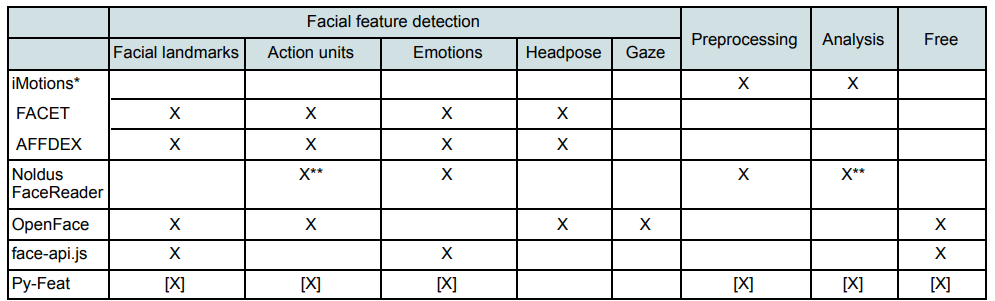 Facial feature detection Preprocessing Analysis Free
Facial landmarks Action units Emotions Headpose Gaze
iMotions* X X
FACET X X X X
AFFDEX X X X X
Noldus
FaceReader X** X X X**
OpenFace X X X X X
face-api.js X X X
Py-Feat [X] [X] [X] [X] [X] [X]